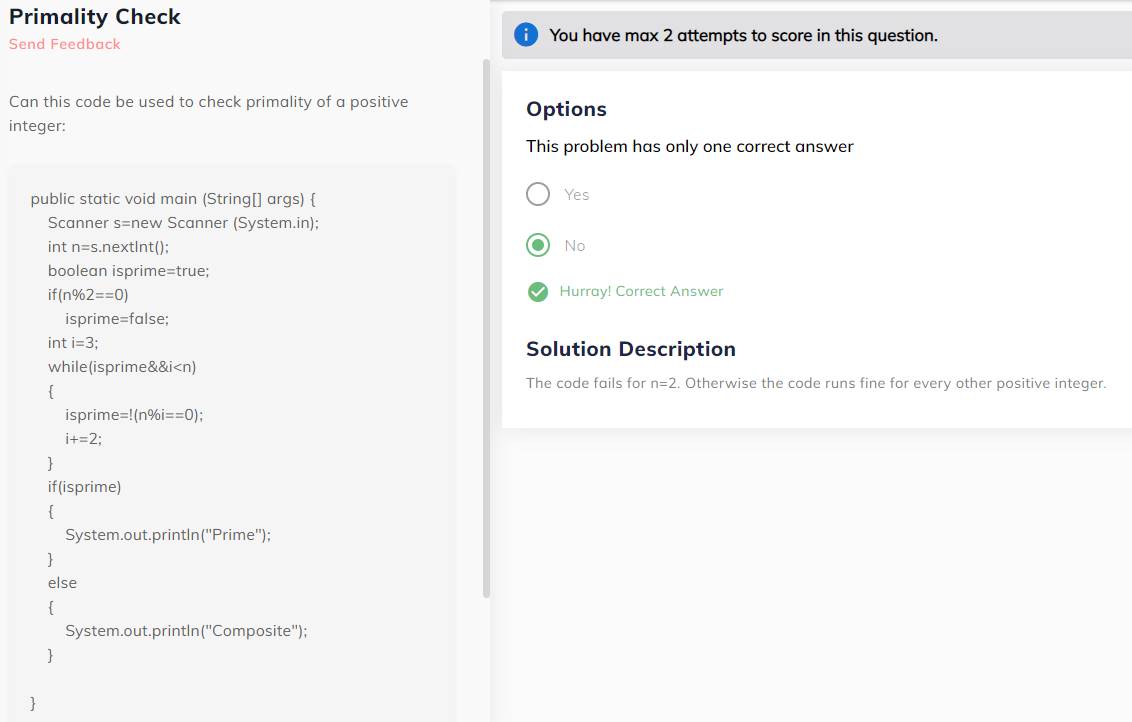 Primality Check
Send Feedback
Can this code be used to check primality of a positive
integer:
public static void main (String[] args) {
Scanner s=new Scanner (System.in);
int n=s.nextInt();
boolean isprime=true;
if(n%2==0)
isprime=false;
int i=3;
while(isprime&&i<n)
{
isprime=!(n%i==0);
i+=2;
}
if(isprime)
{
System.out.println("Prime");
}
else
{
System.out.println("Composite");
}
}
You have max 2 attempts to score in this question.
Options
This problem has only one correct answer
Yes
No
Hurray! Correct Answer
Solution Description
The code fails for n=2. Otherwise the code runs fine for every other positive integer.